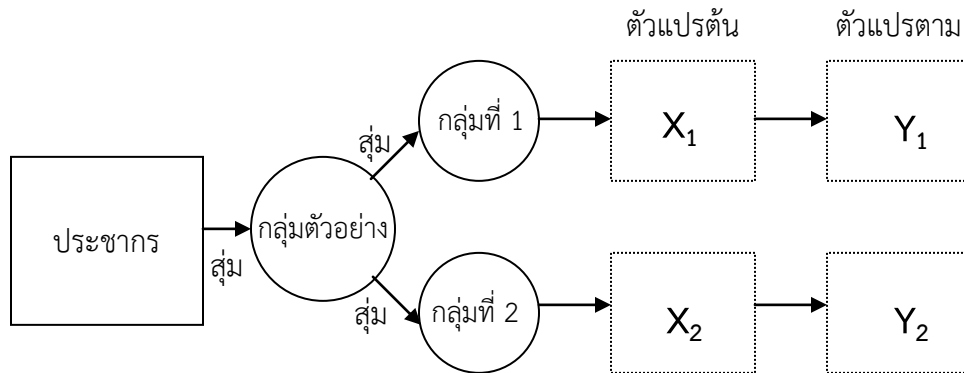 ตัวแปรต้น
ตัวแปรตาม
กลุ่มที่ 1
X₁
Y₁
สุ่ม
ประชากร
สุ่ม
กลุ่มตัวอย่าง
สุ่ม
กลุ่มที่ 2
X₂
Y₂